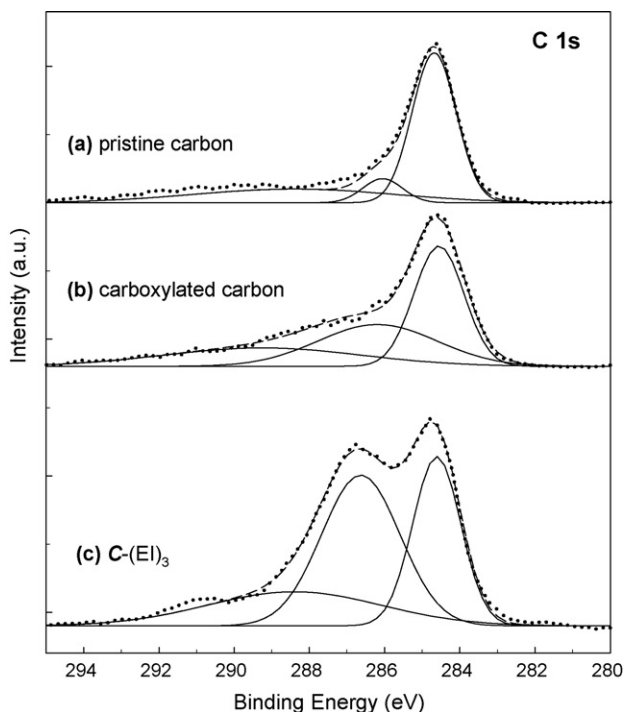 C 1s
(a) pristine carbon
(b) carboxylated carbon
(c) C-(EI)₃
Intensity (a.u.)
294 292 290 288 286 284 282 280
Binding Energy (eV)